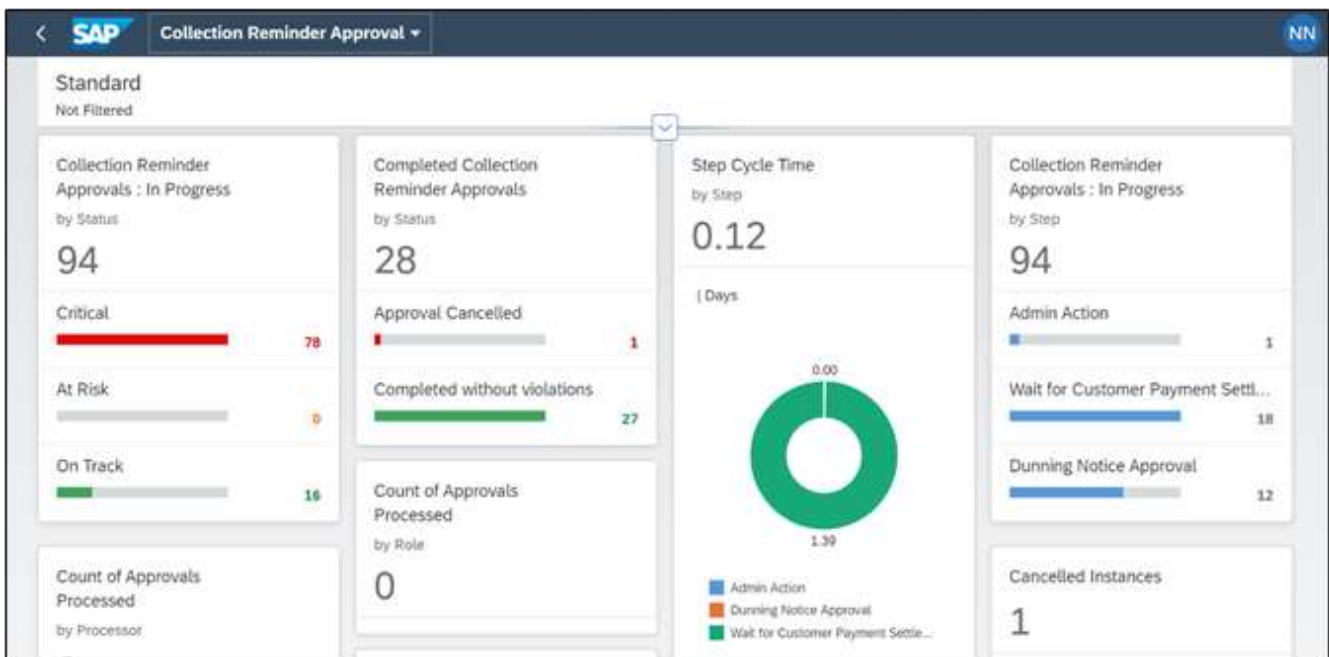 SAP
Collection Reminder Approval
NN
Standard
Not Filtered
Collection Reminder
Approvals : In Progress
by Status
94
Critical
78
At Risk
0
On Track
16
Count of Approvals
Processed
by Processor
Completed Collection
Reminder Approvals
by Status
28
Approval Cancelled
1
Completed without violations
27
Count of Approvals
Processed
by Role
0
Step Cycle Time
by Step
0.12
| Days
0.00
1.39
Admin Action
Dunning Notice Approval
Wait for Customer Payment Settle...
Collection Reminder
Approvals : In Progress
by Step
94
Admin Action
1
Wait for Customer Payment Settl...
18
Dunning Notice Approval
12
Cancelled Instances
1